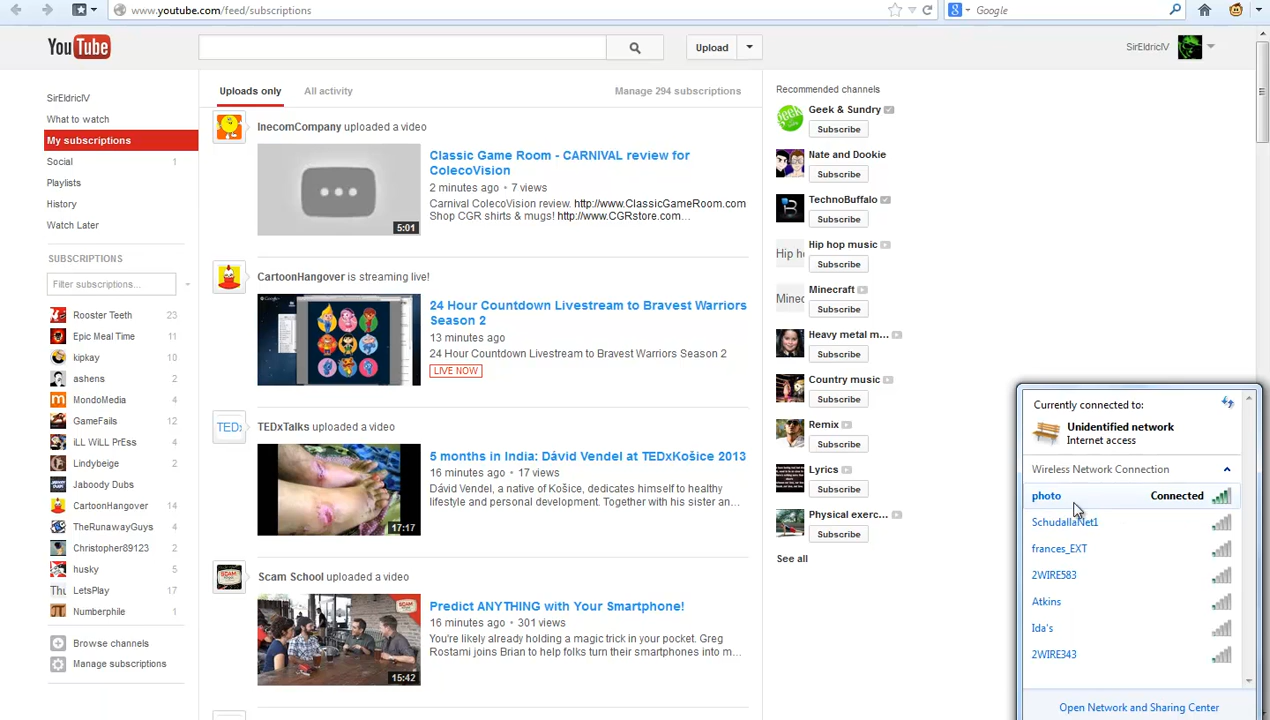 www.youtube.com/feed/subscriptions
Google
YouTube
Upload
SirEldricIV
SirEldricIV
What to watch
My subscriptions
Social 1
Playlists
History
Watch Later
SUBSCRIPTIONS
Filter subscriptions...
Rooster Teeth 23
Epic Meal Time 11
kipkay 10
ashens 2
MondoMedia 2
GameFails 12
iLL WiLL PrEss 2
Lindybeige 2
Jaboody Dubs 2
CartoonHangover 14
TheRunawayGuys 2
Christopher89123 2
husky 2
LetsPlay 17
Numberphile 2
Browse channels
Manage subscriptions
Uploads only All activity Manage 294 subscriptions
InecomCompany uploaded a video
Classic Game Room - CARNIVAL review for
ColecoVision
2 minutes ago • 7 views
Carnival ColecoVision review. http://www.ClassicGameRoom.com
Shop CGR shirts & mugs! http://www.CGRstore.com...
5:01
CartoonHangover is streaming live!
24 Hour Countdown Livestream to Bravest Warriors
Season 2
13 minutes ago
24 Hour Countdown Livestream to Bravest Warriors Season 2
LIVE NOW
TEDxTalks uploaded a video
TEDx
5 months in India: Dávid Vendel at TEDxKošice 2013
16 minutes ago • 17 views
Dávid Vendel, a native of Košice, dedicates himself to healthy
lifestyle and personal development. Together with his sister an...
17:17
Scam School uploaded a video
Predict ANYTHING with Your Smartphone!
16 minutes ago • 301 views
You're likely already holding a magic trick in your pocket. Greg
Rostami joins Brian to help folks turn their smartphones into m...
15:42
Recommended channels
Geek & Sundry
Subscribe
Nate and Dookie
Subscribe
TechnoBuffalo
Subscribe
Hip hop music
Subscribe
Minecraft
Subscribe
Heavy metal m...
Subscribe
Country music
Subscribe
Remix
Subscribe
Lyrics
Subscribe
Physical exerc...
Subscribe
See all
Currently connected to:
Unidentified network
Internet access
Wireless Network Connection
photo Connected
SchudallaNet1
frances_EXT
2WIRE583
Atkins
Ida's
2WIRE343
Open Network and Sharing Center